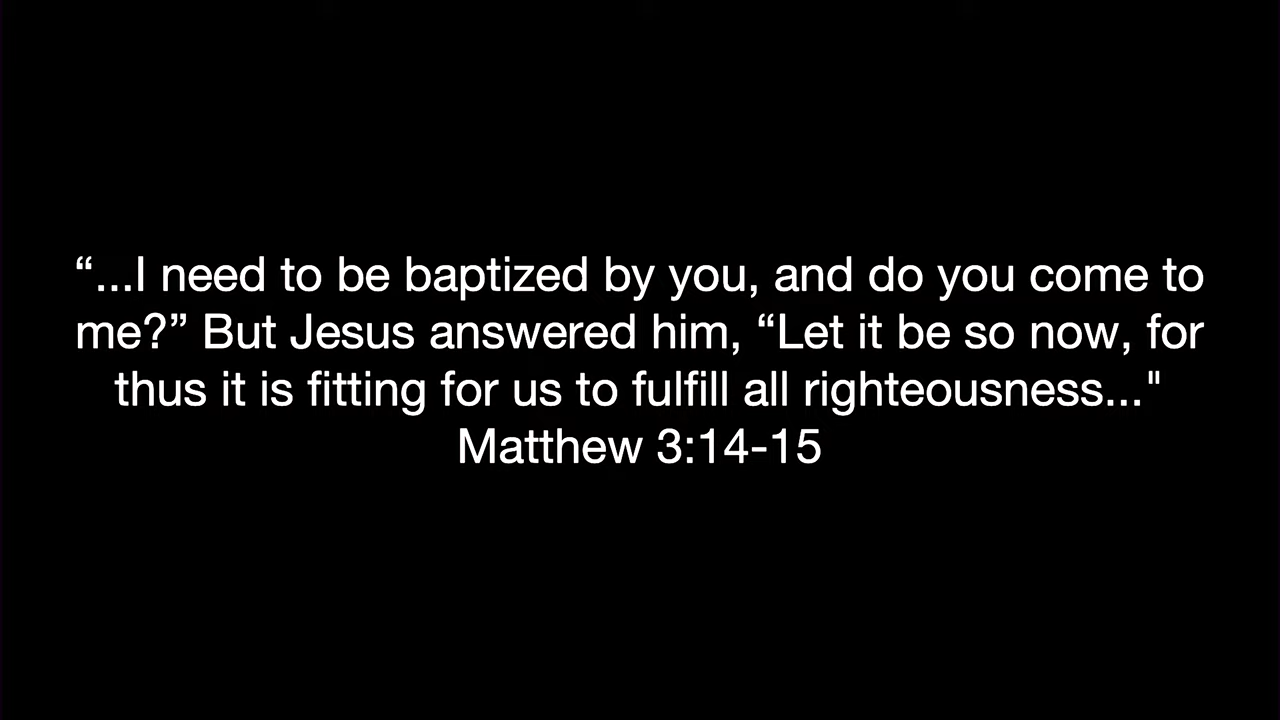 “...I need to be baptized by you, and do you come to
me?” But Jesus answered him, “Let it be so now, for
thus it is fitting for us to fulfill all righteousness..."
Matthew 3:14-15